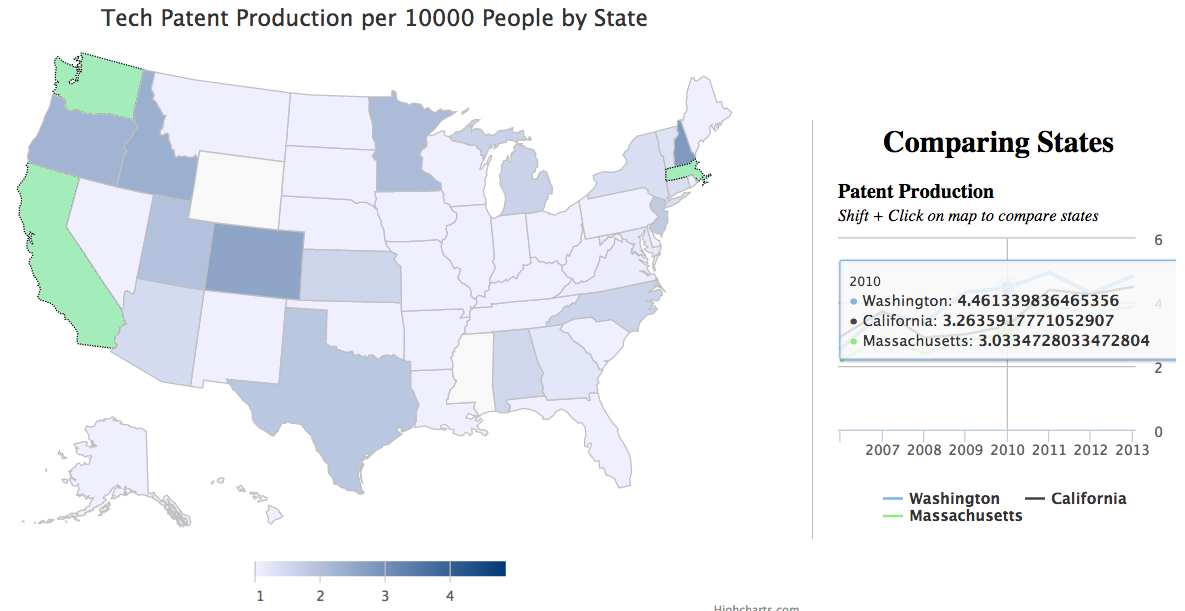 Tech Patent Production per 10000 People by State
Comparing States
Patent Production
Shift + Click on map to compare states
6
4
2
0
2010
Washington: 4.461339836465356
California: 3.2635917771052907
Massachusetts: 3.0334728033472804
2007 2008 2009 2010 2011 2012 2013
Washington California
Massachusetts
1 2 3 4
Highcharts.com